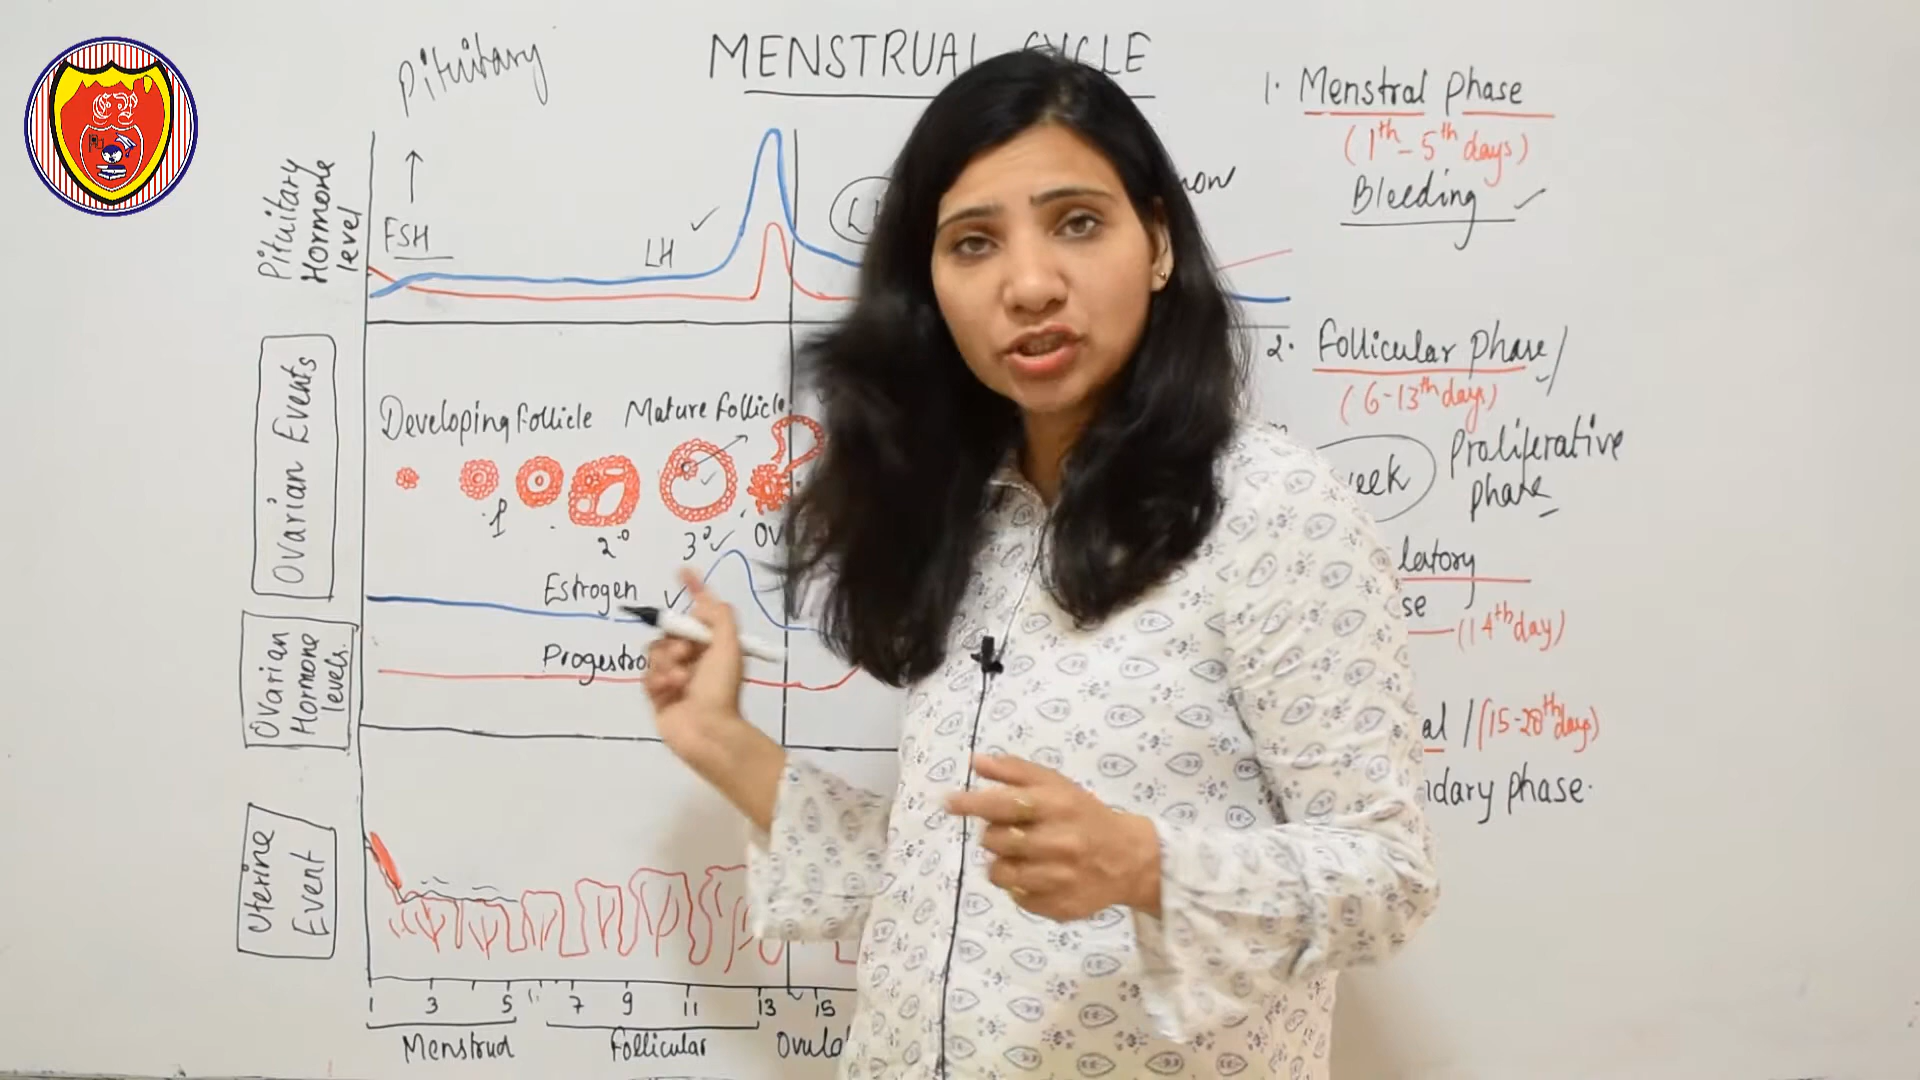 MENSTRUAL CYCLE
Pituitary
Pituitary
Hormone
level
FSH
LH
Ovarian Events
Developing follicle
Mature follicle
1°
2°
3°
Estrogen
Ovarian
Hormone
levels.
Uterine
Event
1 3 5 7 9 11 13 15
Menstrual
follicular
1. Menstral phase
(1th - 5th days)
Bleeding
2. Follicular phase/
(6-13th days)
Proliferative
phase
(14th day)
/(15-28th days)
phase.